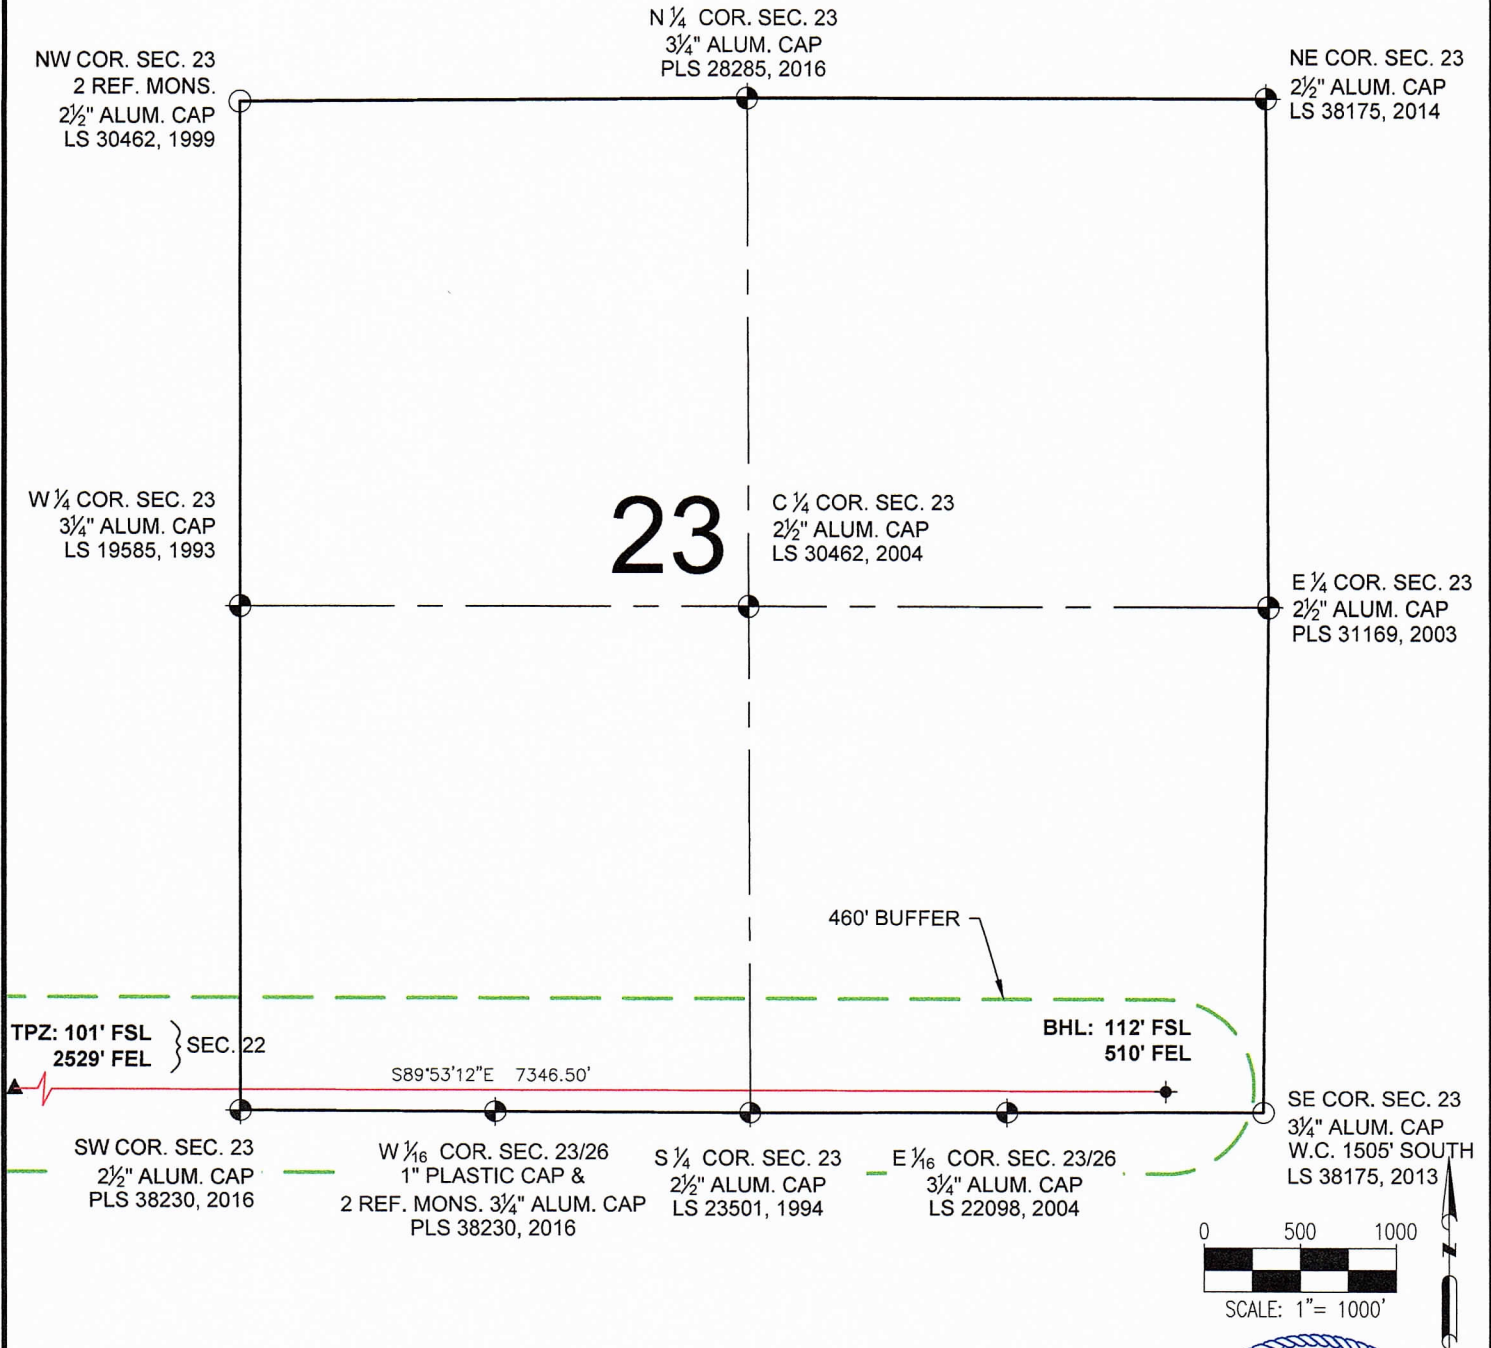 N ¼ COR. SEC. 23
3¼" ALUM. CAP
PLS 28285, 2016
NW COR. SEC. 23
2 REF. MONS.
2½" ALUM. CAP
LS 30462, 1999
NE COR. SEC. 23
2½" ALUM. CAP
LS 38175, 2014
W ¼ COR. SEC. 23
3¼" ALUM. CAP
LS 19585, 1993
23
C ¼ COR. SEC. 23
2½" ALUM. CAP
LS 30462, 2004
E ¼ COR. SEC. 23
2½" ALUM. CAP
PLS 31169, 2003
460' BUFFER
TPZ: 101' FSL
2529' FEL
SEC. 22
BHL: 112' FSL
510' FEL
S89°53'12"E 7346.50'
SW COR. SEC. 23
2½" ALUM. CAP
PLS 38230, 2016
W 1⁄16 COR. SEC. 23/26
1" PLASTIC CAP &
2 REF. MONS. 3¼" ALUM. CAP
PLS 38230, 2016
S ¼ COR. SEC. 23
2½" ALUM. CAP
LS 23501, 1994
E 1⁄16 COR. SEC. 23/26
3¼" ALUM. CAP
LS 22098, 2004
SE COR. SEC. 23
3¼" ALUM. CAP
W.C. 1505' SOUTH
LS 38175, 2013
0 500 1000
SCALE: 1"= 1000'
N